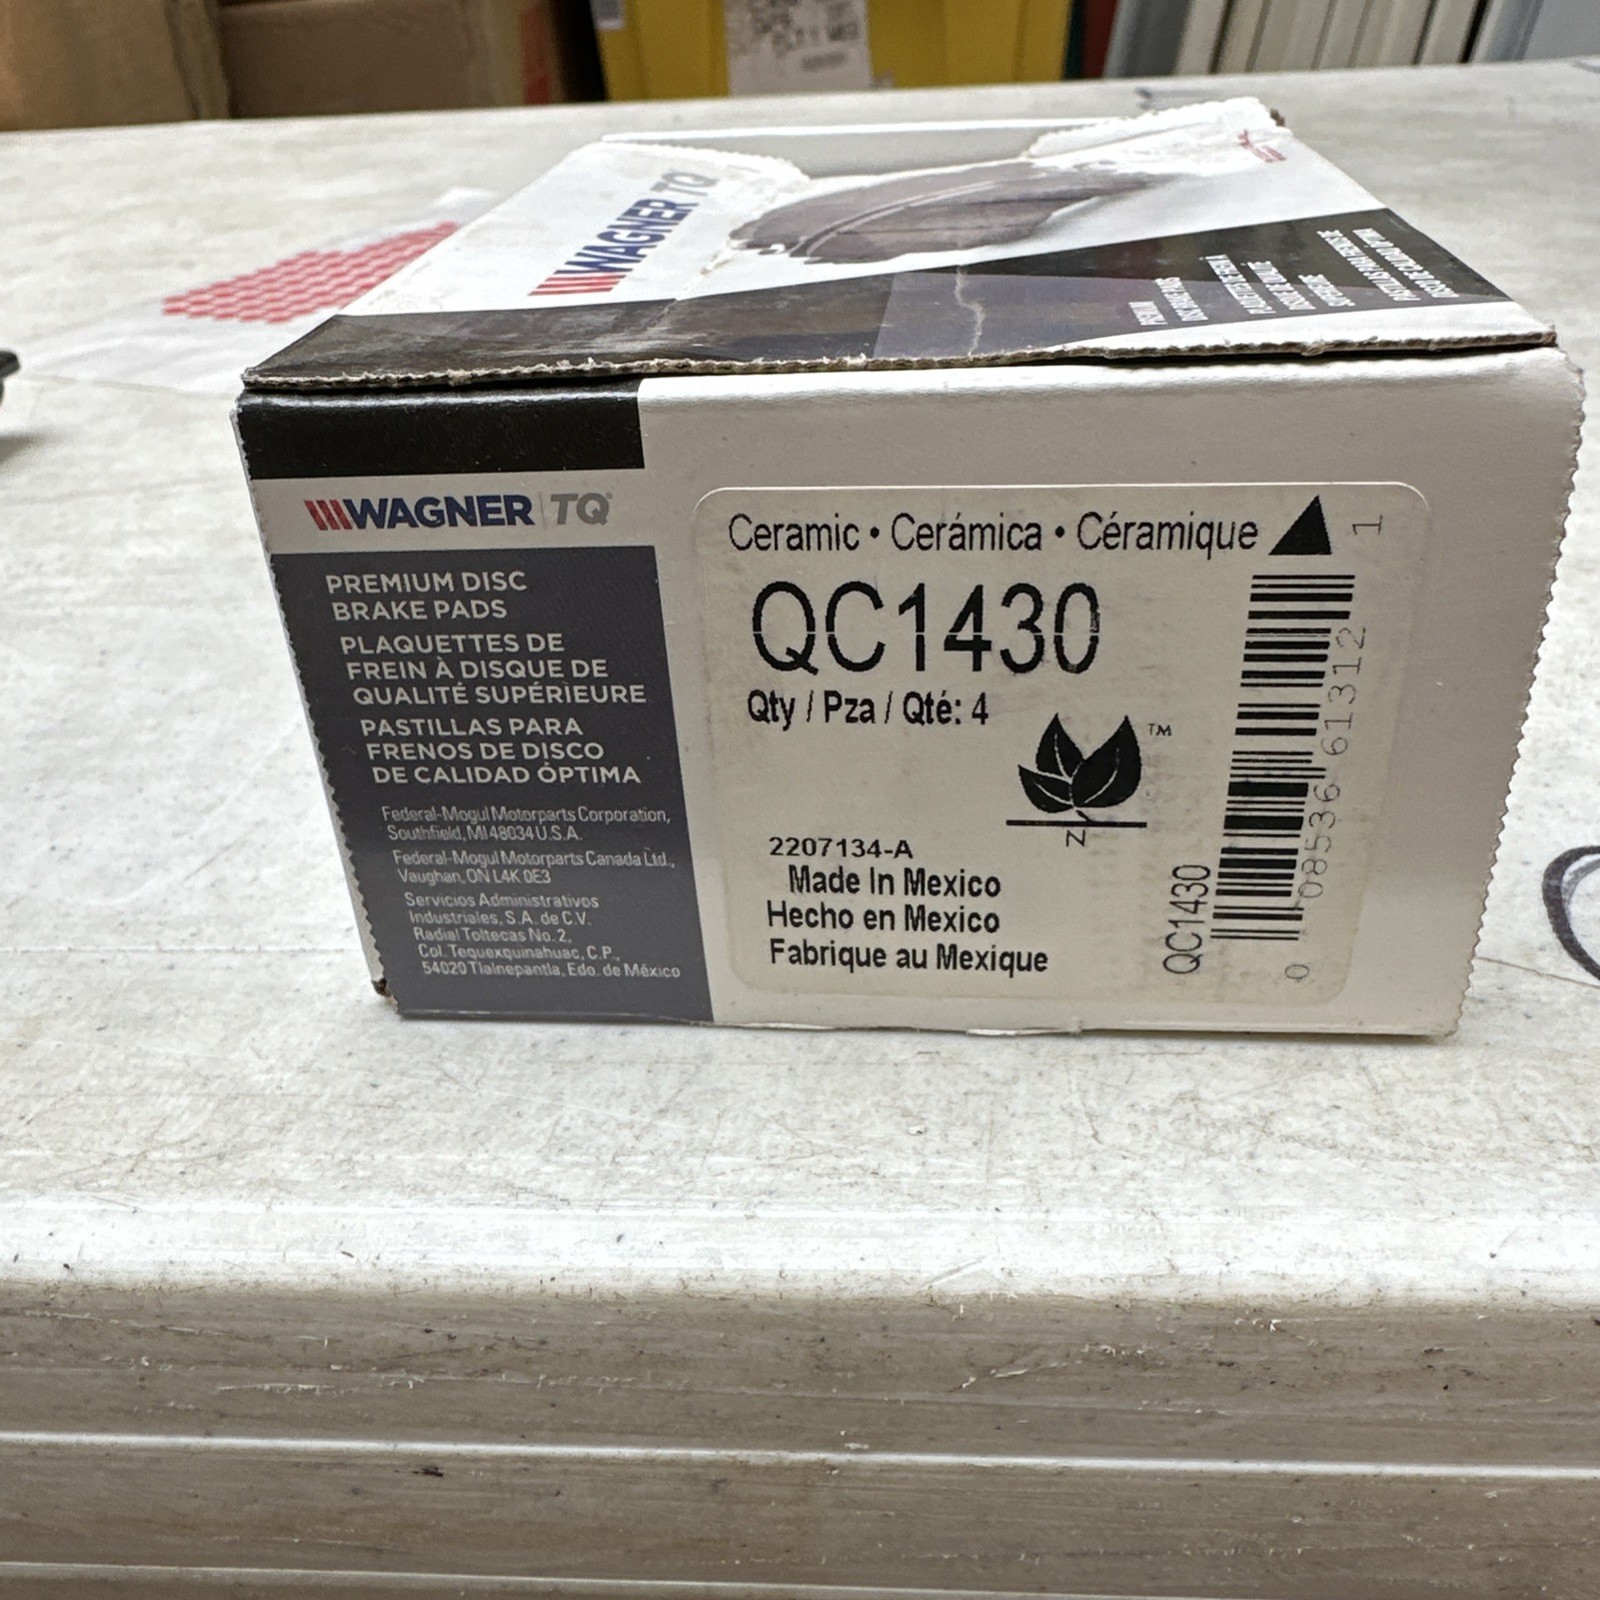 WAGNER TQ
WAGNER TQ
PREMIUM DISC
BRAKE PADS
PLAQUETTES DE
FREIN À DISQUE DE
QUALITÉ SUPÉRIEURE
PASTILLAS PARA
FRENOS DE DISCO
DE CALIDAD ÓPTIMA
Federal-Mogul Motorparts Corporation,
Southfield, MI 48034 U.S.A.
Federal-Mogul Motorparts Canada Ltd.,
Vaughan, ON L4K 0E3
Servicios Administrativos
Industriales, S.A. de C.V.
Radial Toltecas No. 2,
Col. Tequexquinahuac, C.P.,
54020 Tlalnepantla, Edo. de México
Ceramic • Cerámica • Céramique
1
QC1430
Qty / Pza / Qté: 4
TM
N
2207134-A
Made In Mexico
Hecho en Mexico
Fabrique au Mexique
QC1430
0 08536 61312